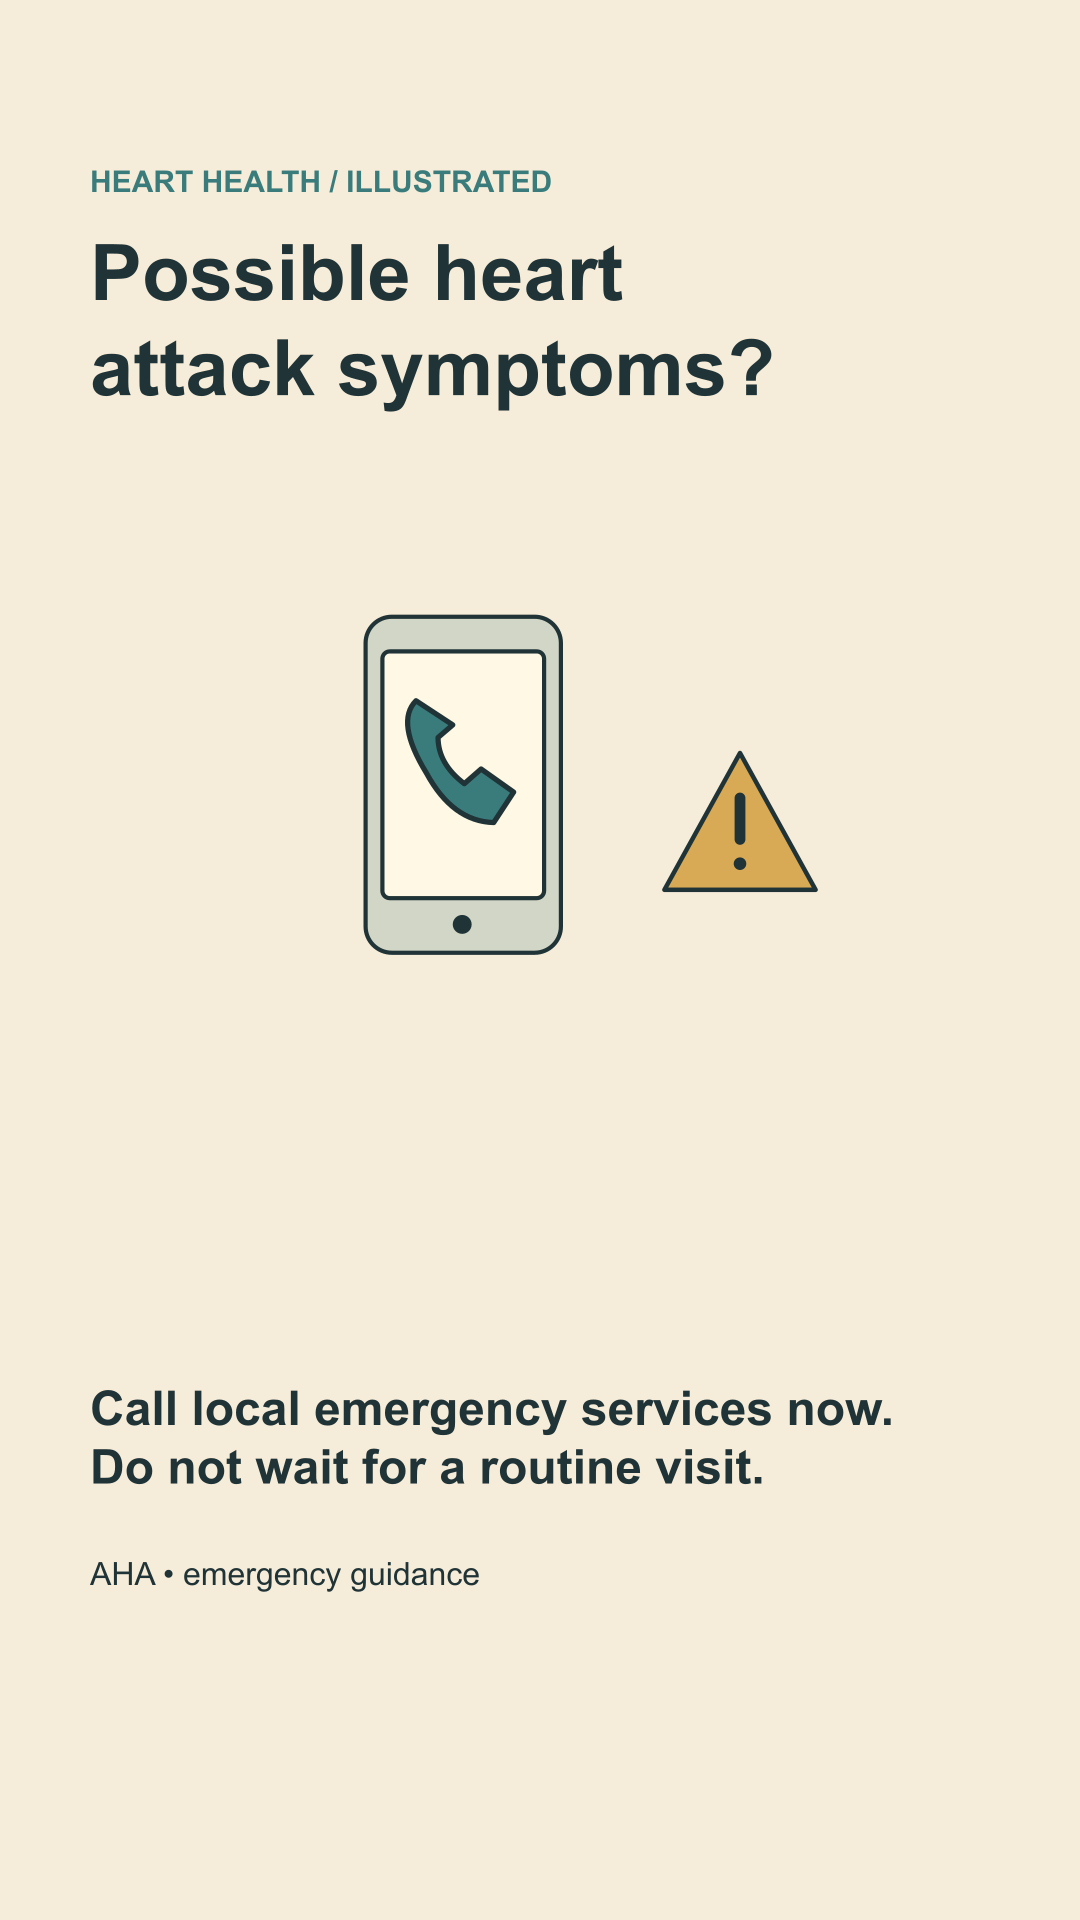 HEART HEALTH / ILLUSTRATED
Possible heart
attack symptoms?
Call local emergency services now.
Do not wait for a routine visit.
AHA • emergency guidance